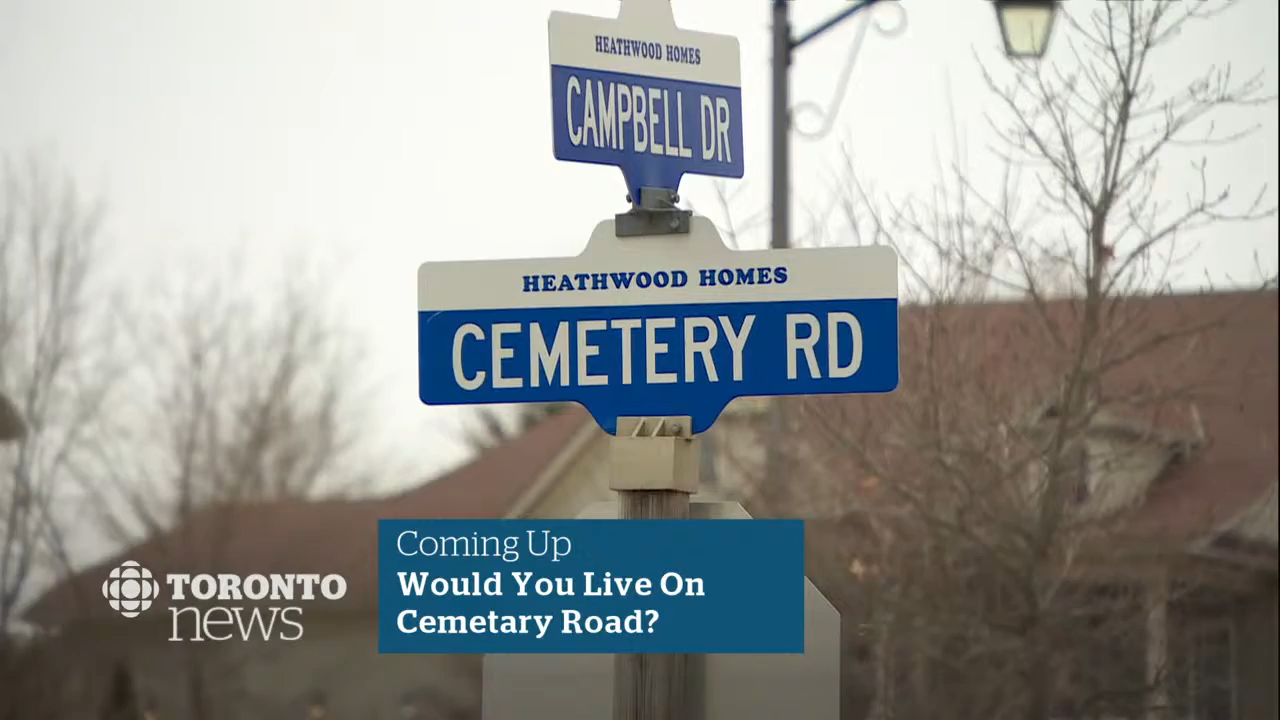 HEATHWOOD HOMES
CAMPBELL DR
HEATHWOOD HOMES
CEMETERY RD
Coming Up
Would You Live On
Cemetary Road?
TORONTO
news